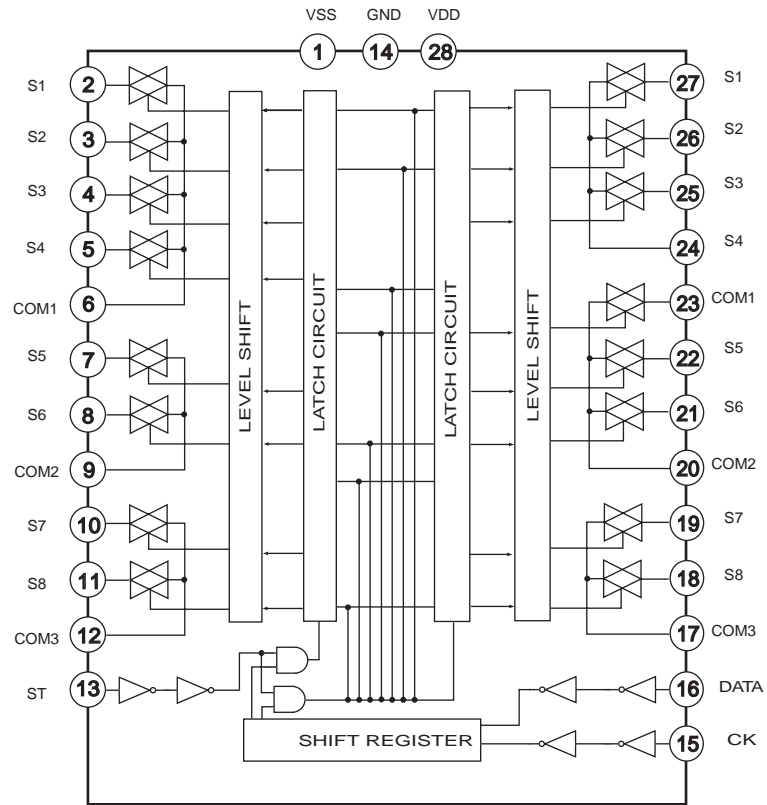 VSS GND VDD
1 14 28
S1 2 27 S1
S2 3 26 S2
S3 4 25 S3
S4 5 24 S4
COM1 6 23 COM1
S5 7 22 S5
S6 8 21 S6
COM2 9 20 COM2
S7 10 19 S7
S8 11 18 S8
COM3 12 17 COM3
ST 13 16 DATA
15 CK
LEVEL SHIFT
LATCH CIRCUIT
LATCH CIRCUIT
LEVEL SHIFT
SHIFT REGISTER